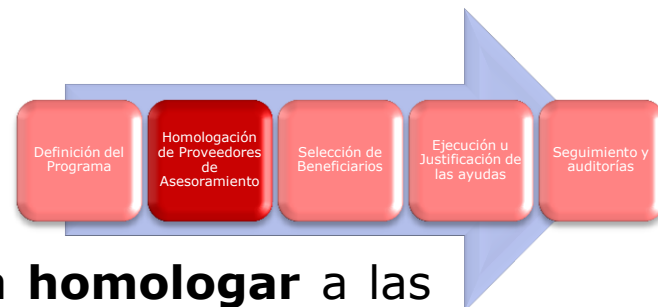 Definición del
Programa
Homologación
de Proveedores
de
Asesoramiento
Selección de
Beneficiarios
Ejecución u
Justificación de
las ayudas
Seguimiento y
auditorías
homologar a las